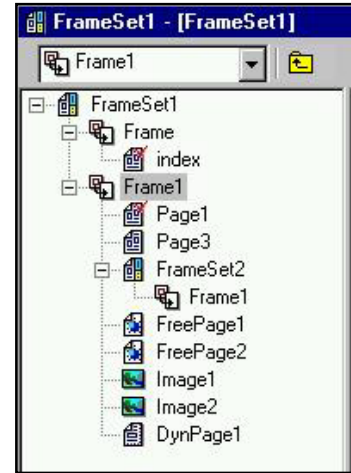 FrameSet1 - [FrameSet1]
Frame1
FrameSet1
Frame
index
Frame1
Page1
Page3
FrameSet2
Frame1
FreePage1
FreePage2
Image1
Image2
DynPage1